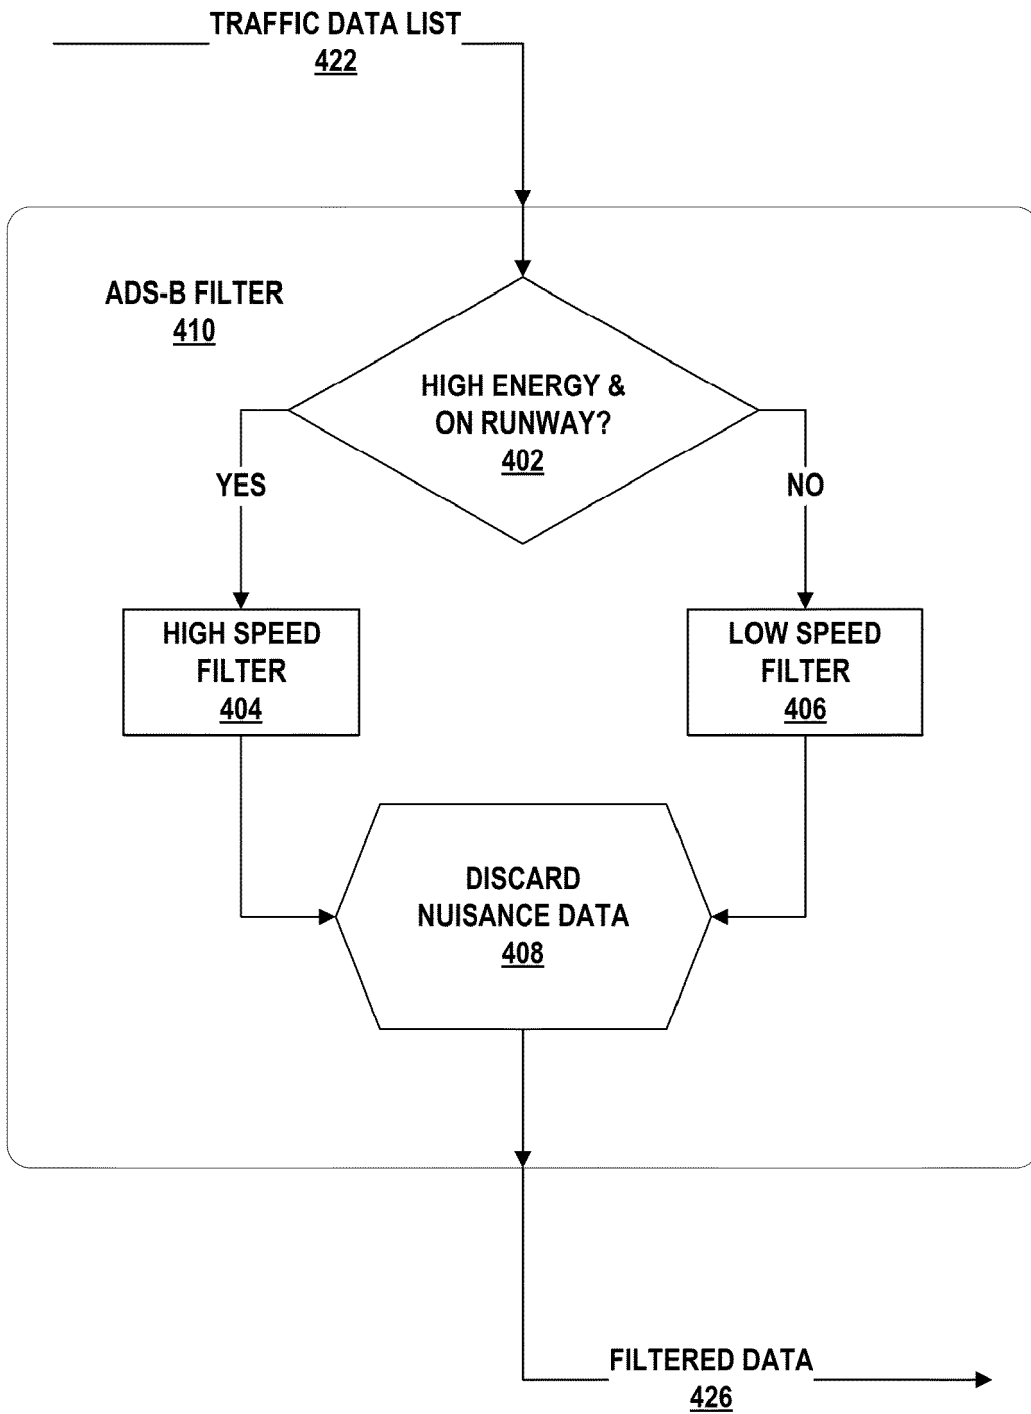 TRAFFIC DATA LIST
422
ADS-B FILTER
410
HIGH ENERGY &
ON RUNWAY?
402
YES
NO
HIGH SPEED
FILTER
404
LOW SPEED
FILTER
406
DISCARD
NUISANCE DATA
408
FILTERED DATA
426